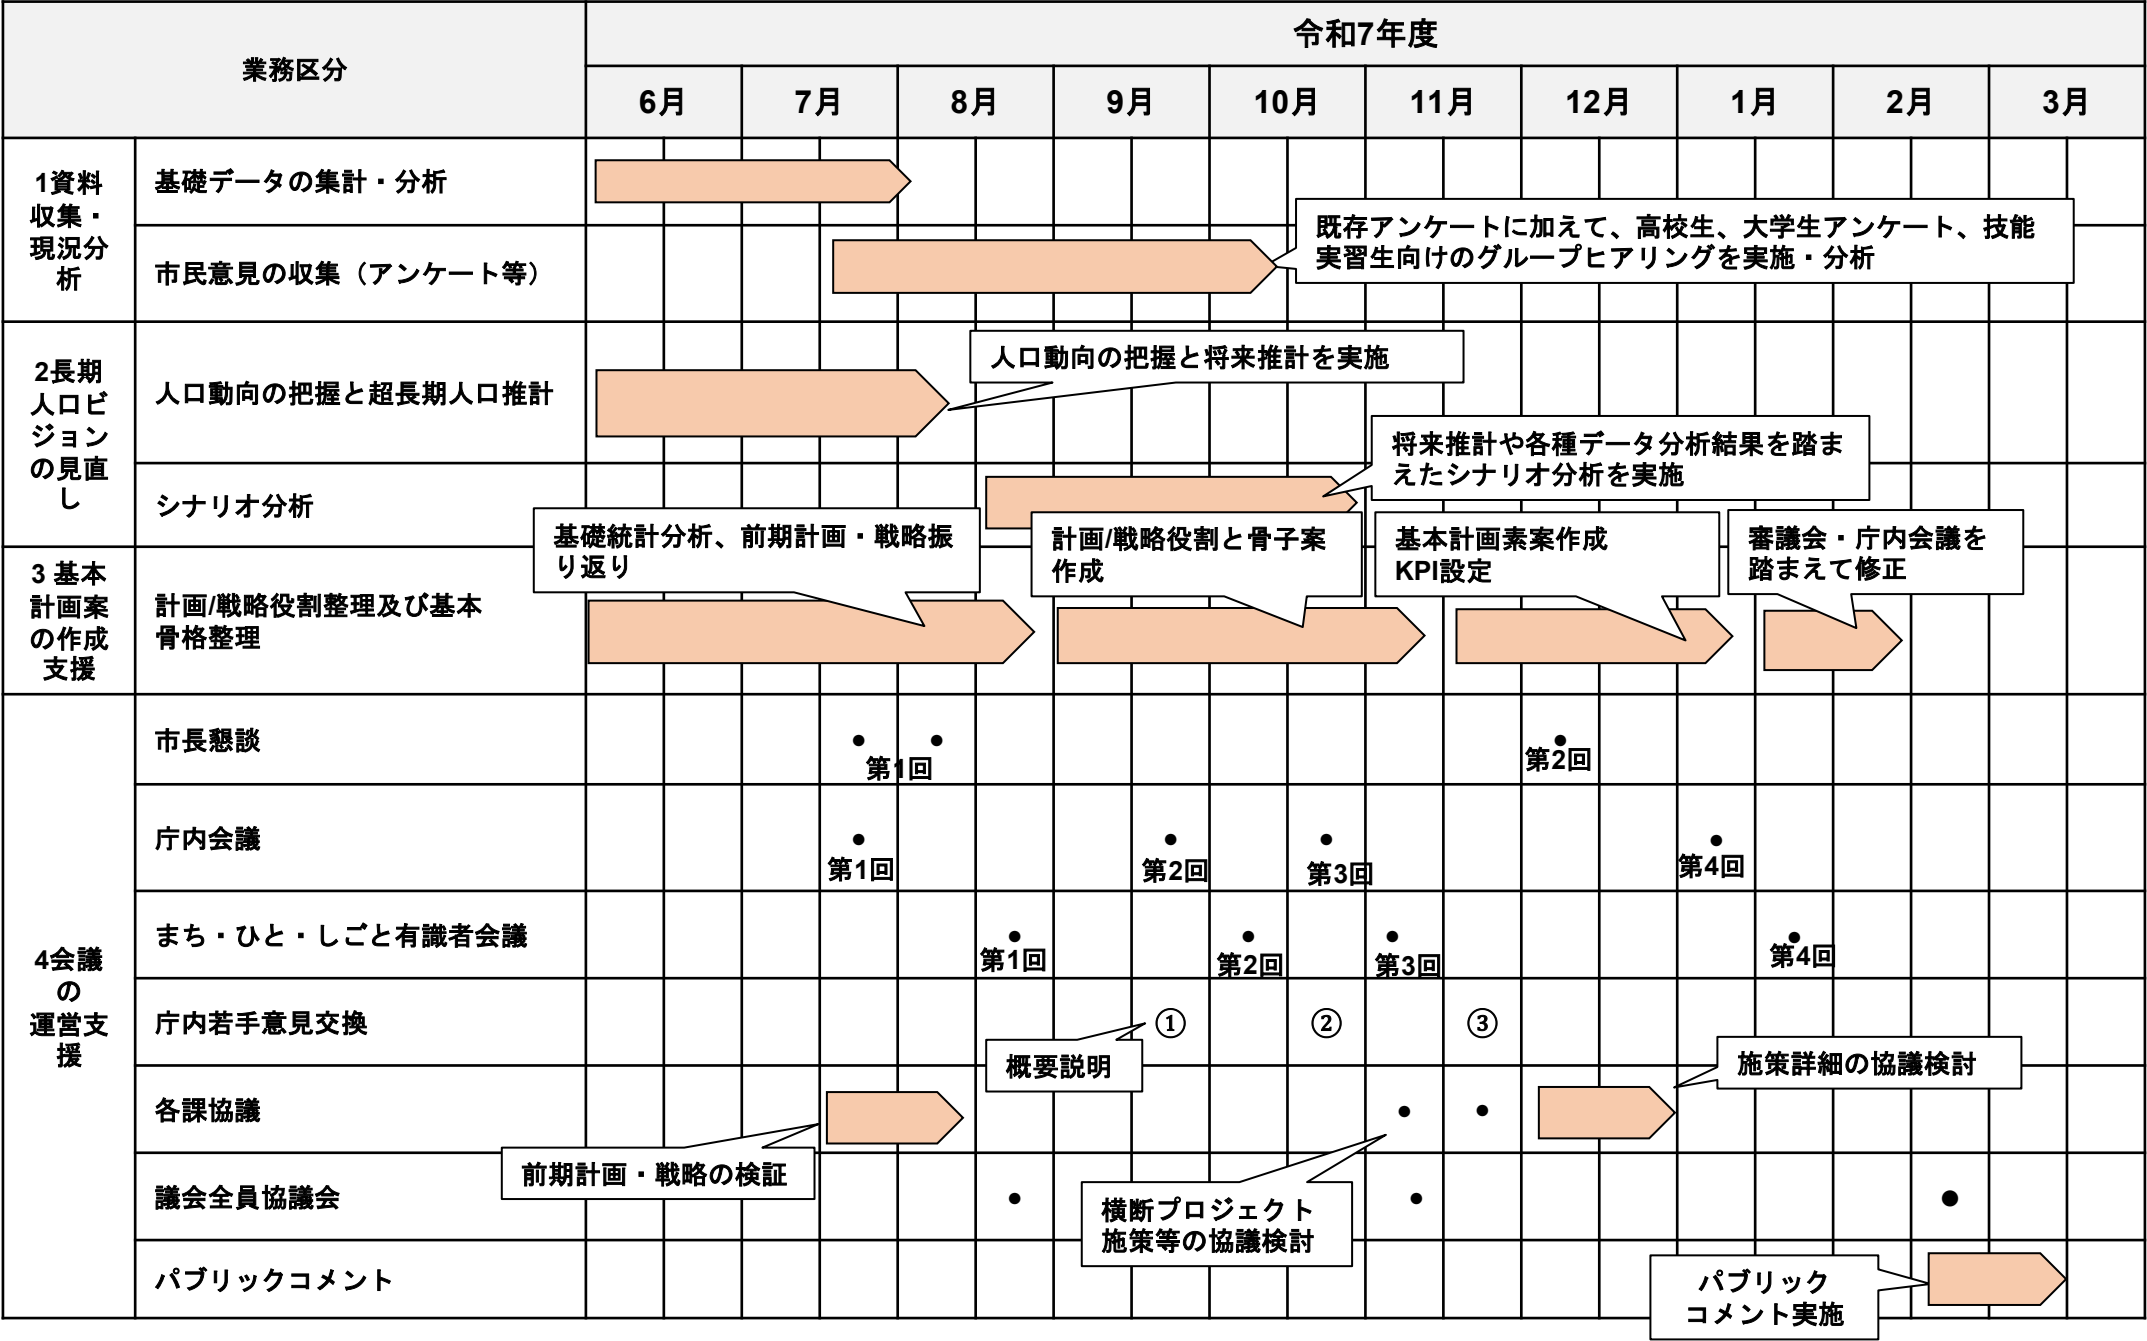 業務区分
令和7年度
6月
7月
8月
9月
10月
11月
12月
1月
2月
3月
1資料
収集・
現況分
析
基礎データの集計・分析
市民意見の収集（アンケート等）
既存アンケートに加えて、高校生、大学生アンケート、技能
実習生向けのグループヒアリングを実施・分析
2長期
人口ビ
ジョン
の見直
し
人口動向の把握と超長期人口推計
人口動向の把握と将来推計を実施
シナリオ分析
将来推計や各種データ分析結果を踏ま
えたシナリオ分析を実施
3 基本
計画案
の作成
支援
計画/戦略役割整理及び基本
骨格整理
基礎統計分析、前期計画・戦略振
り返り
計画/戦略役割と骨子案
作成
基本計画素案作成
KPI設定
審議会・庁内会議を
踏まえて修正
4会議
の
運営支
援
市長懇談
第1回
第2回
庁内会議
第1回
第2回
第3回
第4回
まち・ひと・しごと有識者会議
第1回
第2回
第3回
第4回
庁内若手意見交換
①
②
③
概要説明
各課協議
前期計画・戦略の検証
横断プロジェクト
施策等の協議検討
施策詳細の協議検討
議会全員協議会
パブリックコメント
パブリック
コメント実施